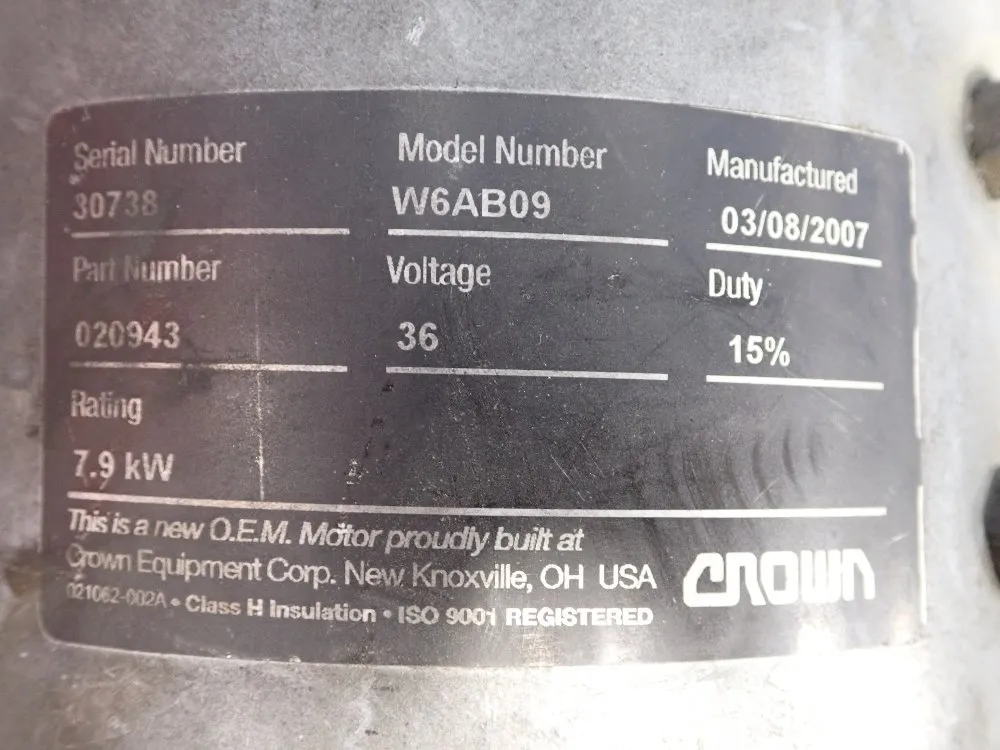 Serial Number
30738
Model Number
W6AB09
Manufactured
03/08/2007
Part Number
020943
Voltage
36
Duty
15%
Rating
7.9 kW
This is a new O.E.M. Motor proudly built at
Crown Equipment Corp. New Knoxville, OH USA
021062-002A • Class H Insulation • ISO 9001 REGISTERED
CROWN